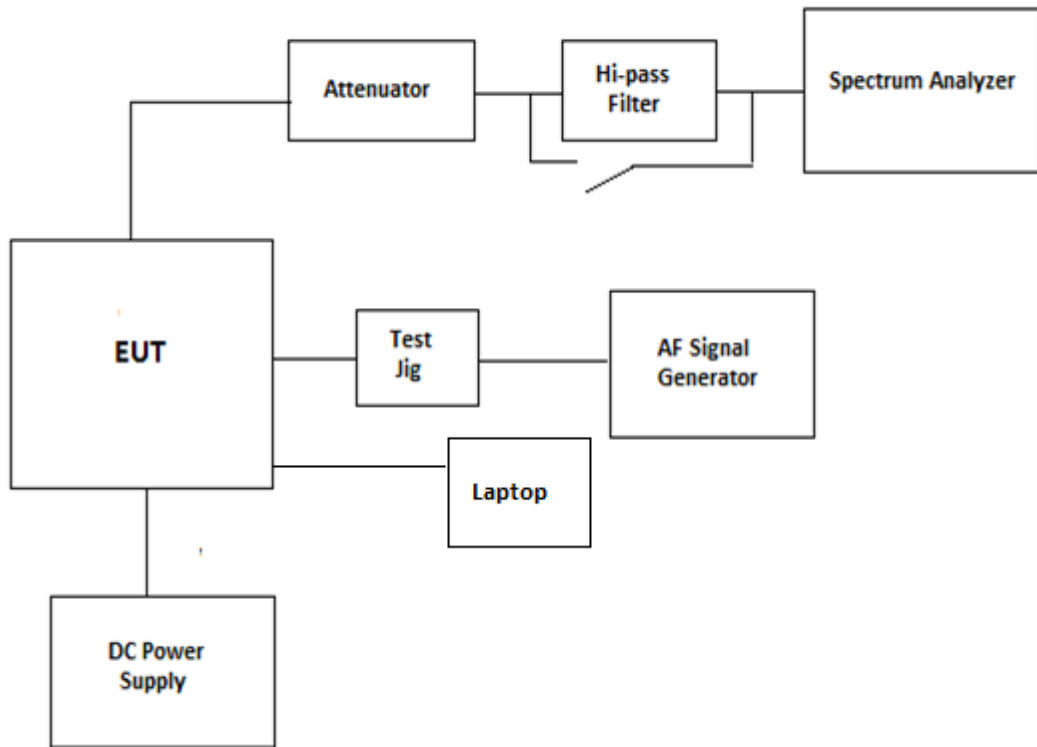 Attenuator
Hi-pass
Filter
Spectrum Analyzer
EUT
Test
Jig
AF Signal
Generator
Laptop
DC Power
Supply